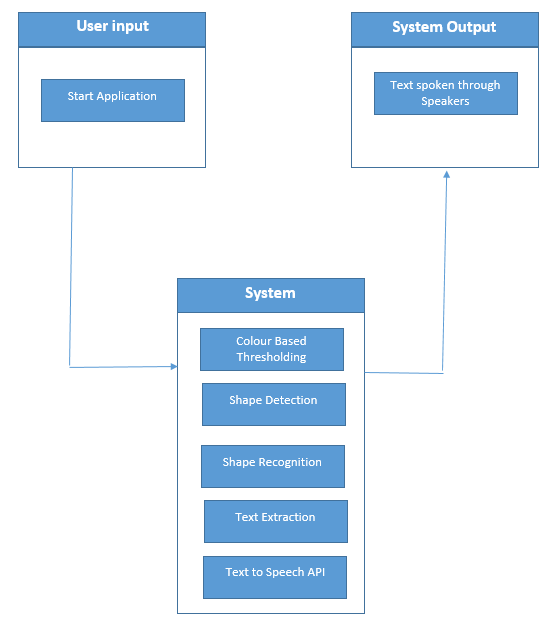 User input
Start Application
System Output
Text spoken through
Speakers
System
Colour Based
Thresholding
Shape Detection
Shape Recognition
Text Extraction
Text to Speech API